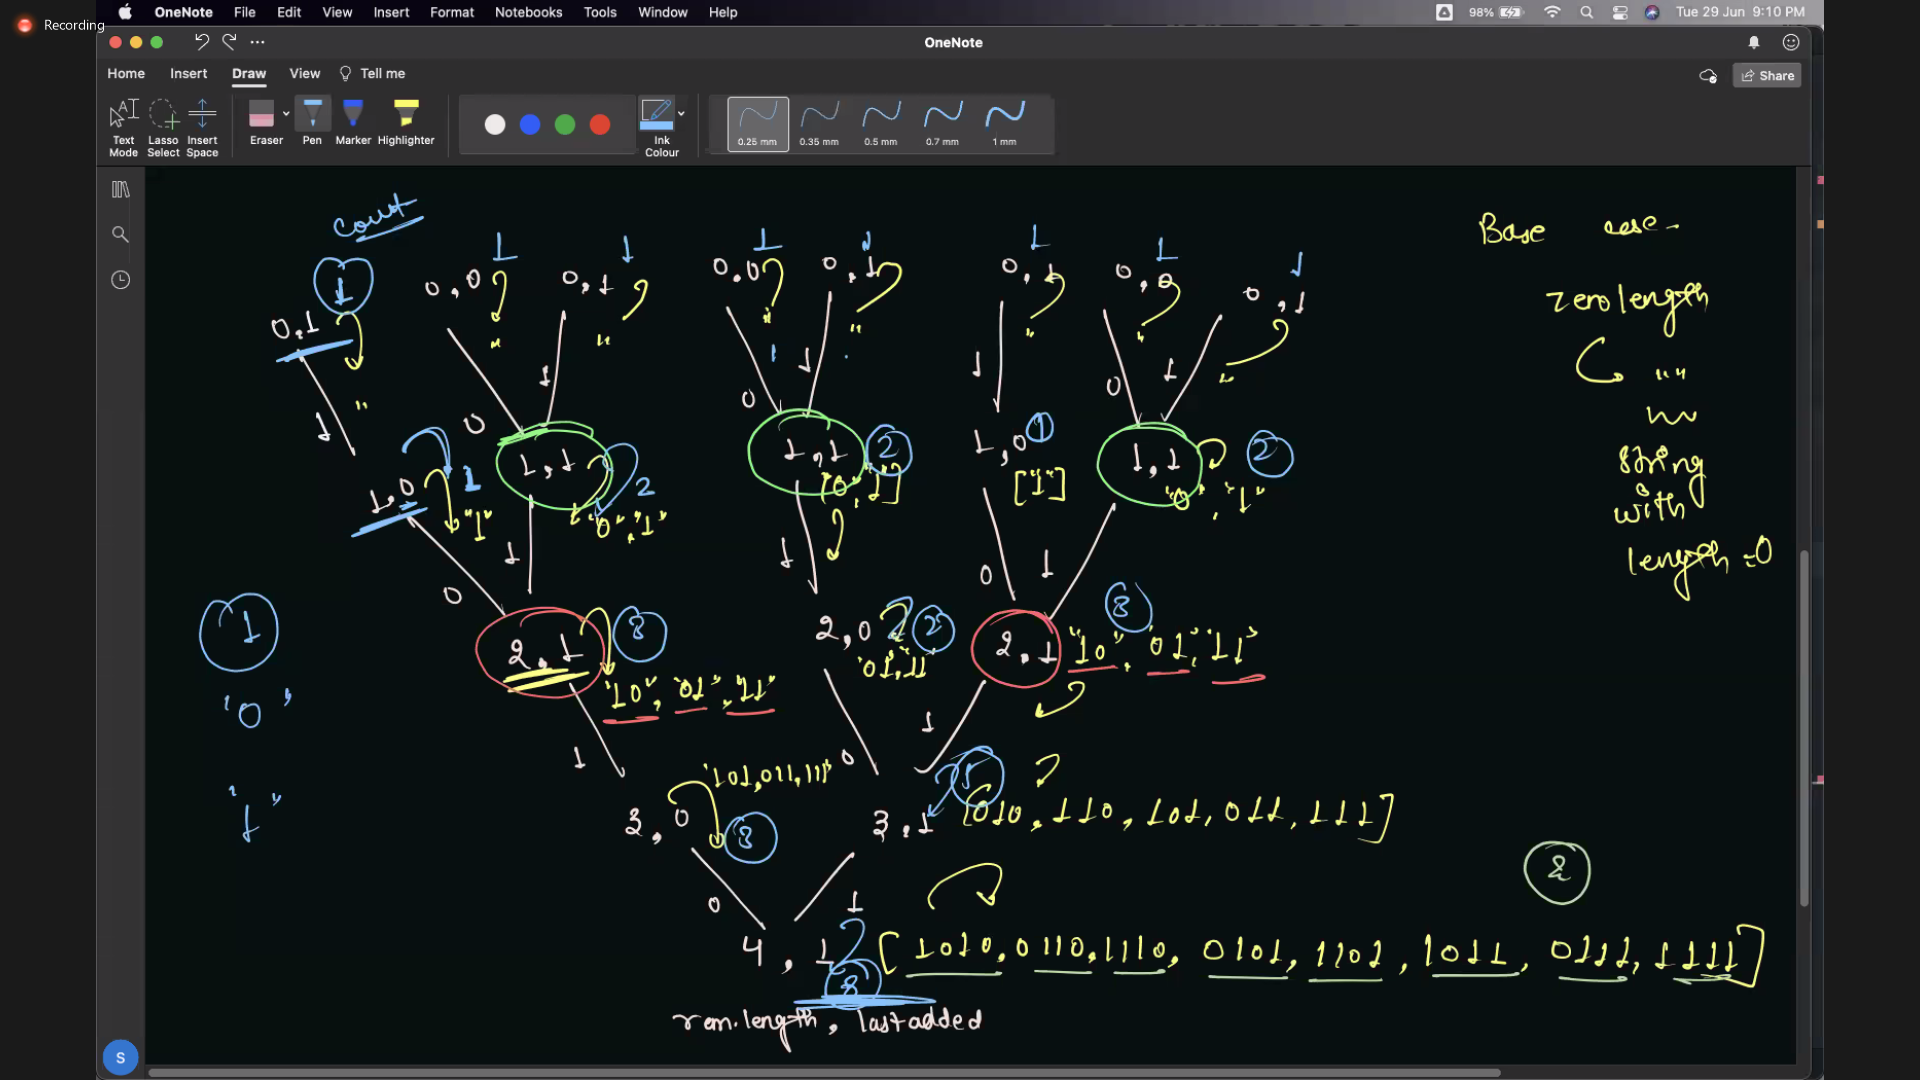 Recording
OneNote File Edit View Insert Format Notebooks Tools Window Help
98% Tue 29 Jun 9:10 PM
OneNote
Home Insert Draw View Tell me
Share
Text Mode
Lasso Select
Insert Space
Eraser
Pen
Marker
Highlighter
Ink Colour
0.25 mm 0.35 mm 0.5 mm 0.7 mm 1 mm
count
Base case-
1 1 1 1 1 1 1 1
0,1 0,0 0,1 0,0 0,1 0,1 0,0 0,1
zero length
""
string
with
length=0
1 0 1 0 1 1 0 1
1,0 1 1,1 2 1,1 2 1,0 1 1,1 2
"1" "0","1" [0,1] ["1"] "0","1"
0 1 1 0 1
2,1 3 2,0 2 2,1 3
"10","01","11" "01,11" "10","01","11"
1
'0'
'1'
1 0 1
"101,011,111"
3,0 3 3,1 5 [010,110,101,011,111]
0 1
2
4,1 8 [1010,0110,1110,0101,1101,1011,0111,1111]
rem.length, last added
S